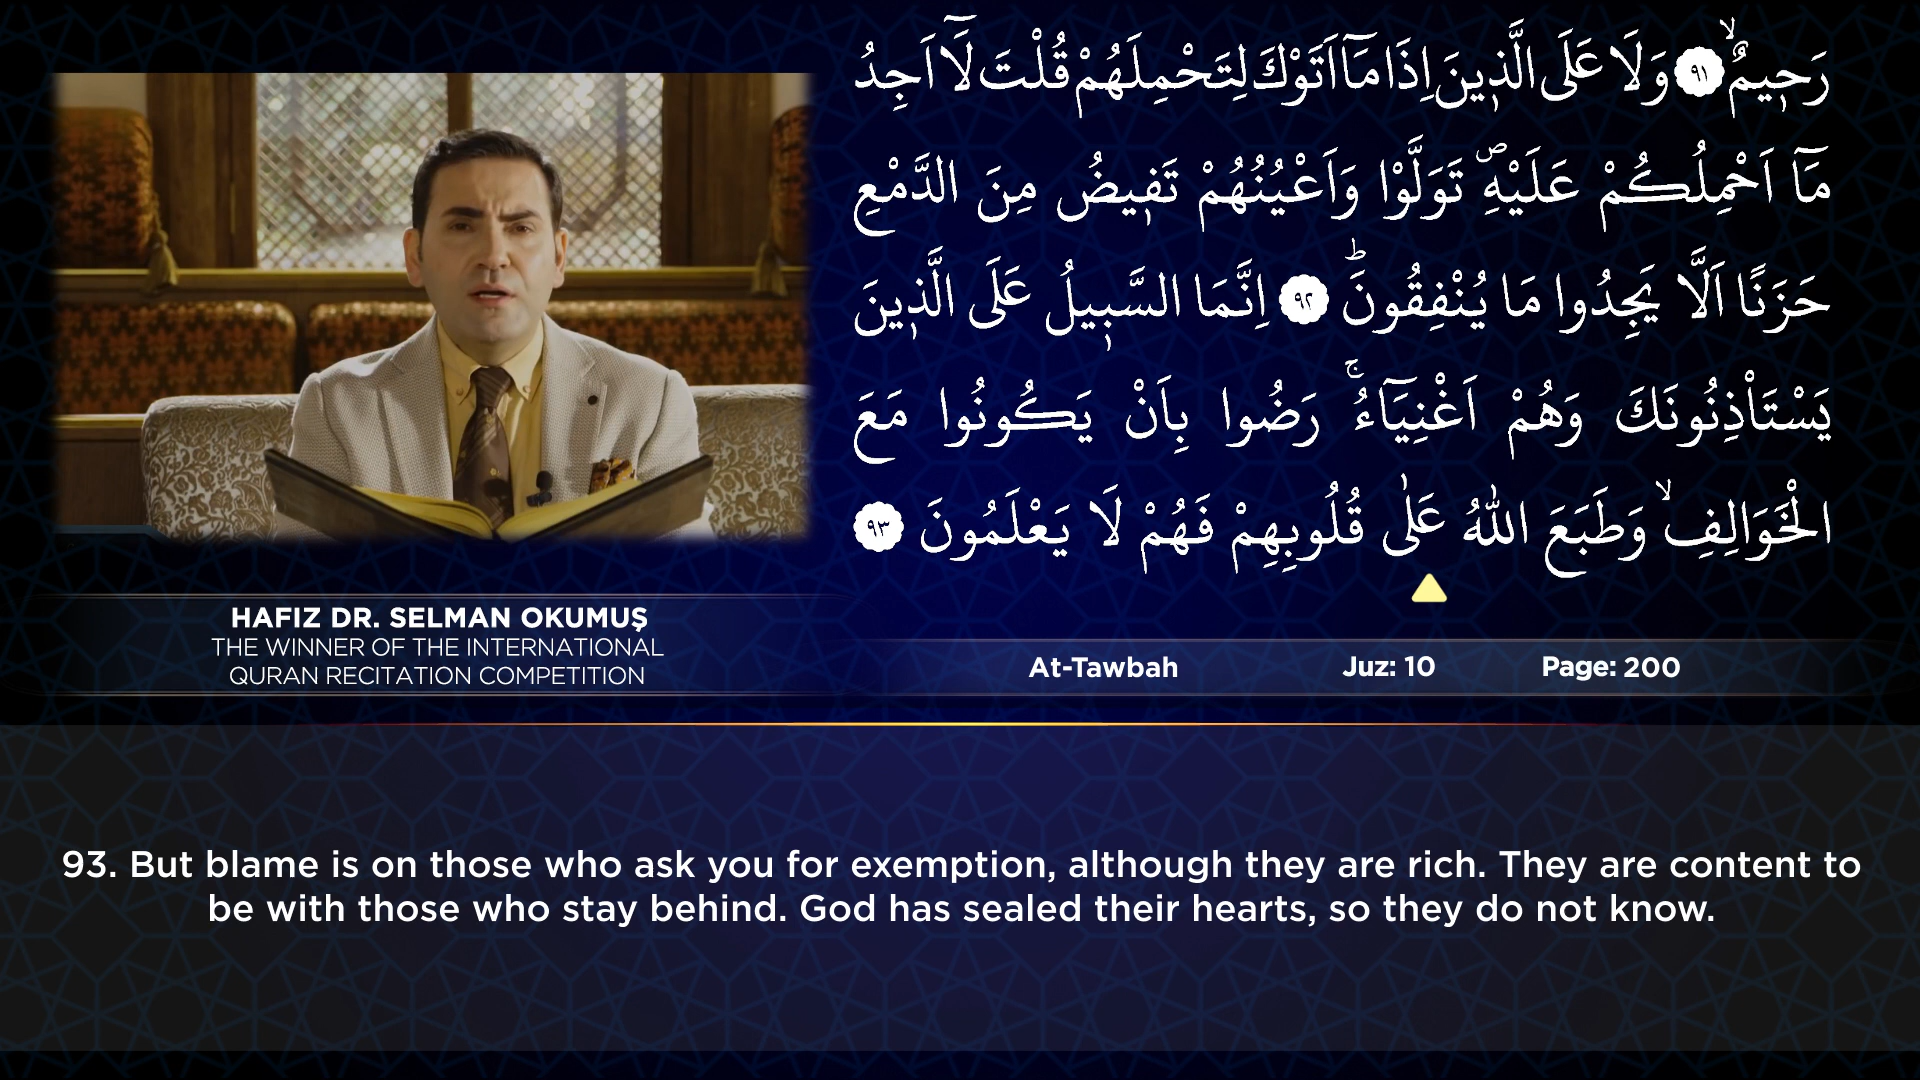 رَحِيمٌۙ ﴿٩١﴾ وَلَا عَلَى الَّذِينَ اِذَا مَٓا اَتَوْكَ لِتَحْمِلَهُمْ قُلْتَ لَٓا اَجِدُ
مَٓا اَحْمِلُكُمْ عَلَيْهِۖ تَوَلَّوْا وَاَعْيُنُهُمْ تَفِيضُ مِنَ الدَّمْعِ
حَزَنًا اَلَّا يَجِدُوا مَا يُنْفِقُونَۜ ﴿٩٢﴾ اِنَّمَا السَّبِيلُ عَلَى الَّذِينَ
يَسْتَأْذِنُونَكَ وَهُمْ اَغْنِيَٓاءُۚ رَضُوا بِاَنْ يَكُونُوا مَعَ
الْخَوَالِفِۙ وَطَبَعَ اللّٰهُ عَلٰى قُلُوبِهِمْ فَهُمْ لَا يَعْلَمُونَ ﴿٩٣﴾
HAFIZ DR. SELMAN OKUMUŞ
THE WINNER OF THE INTERNATIONAL
QURAN RECITATION COMPETITION
At-Tawbah Juz: 10 Page: 200
93. But blame is on those who ask you for exemption, although they are rich. They are content to
be with those who stay behind. God has sealed their hearts, so they do not know.